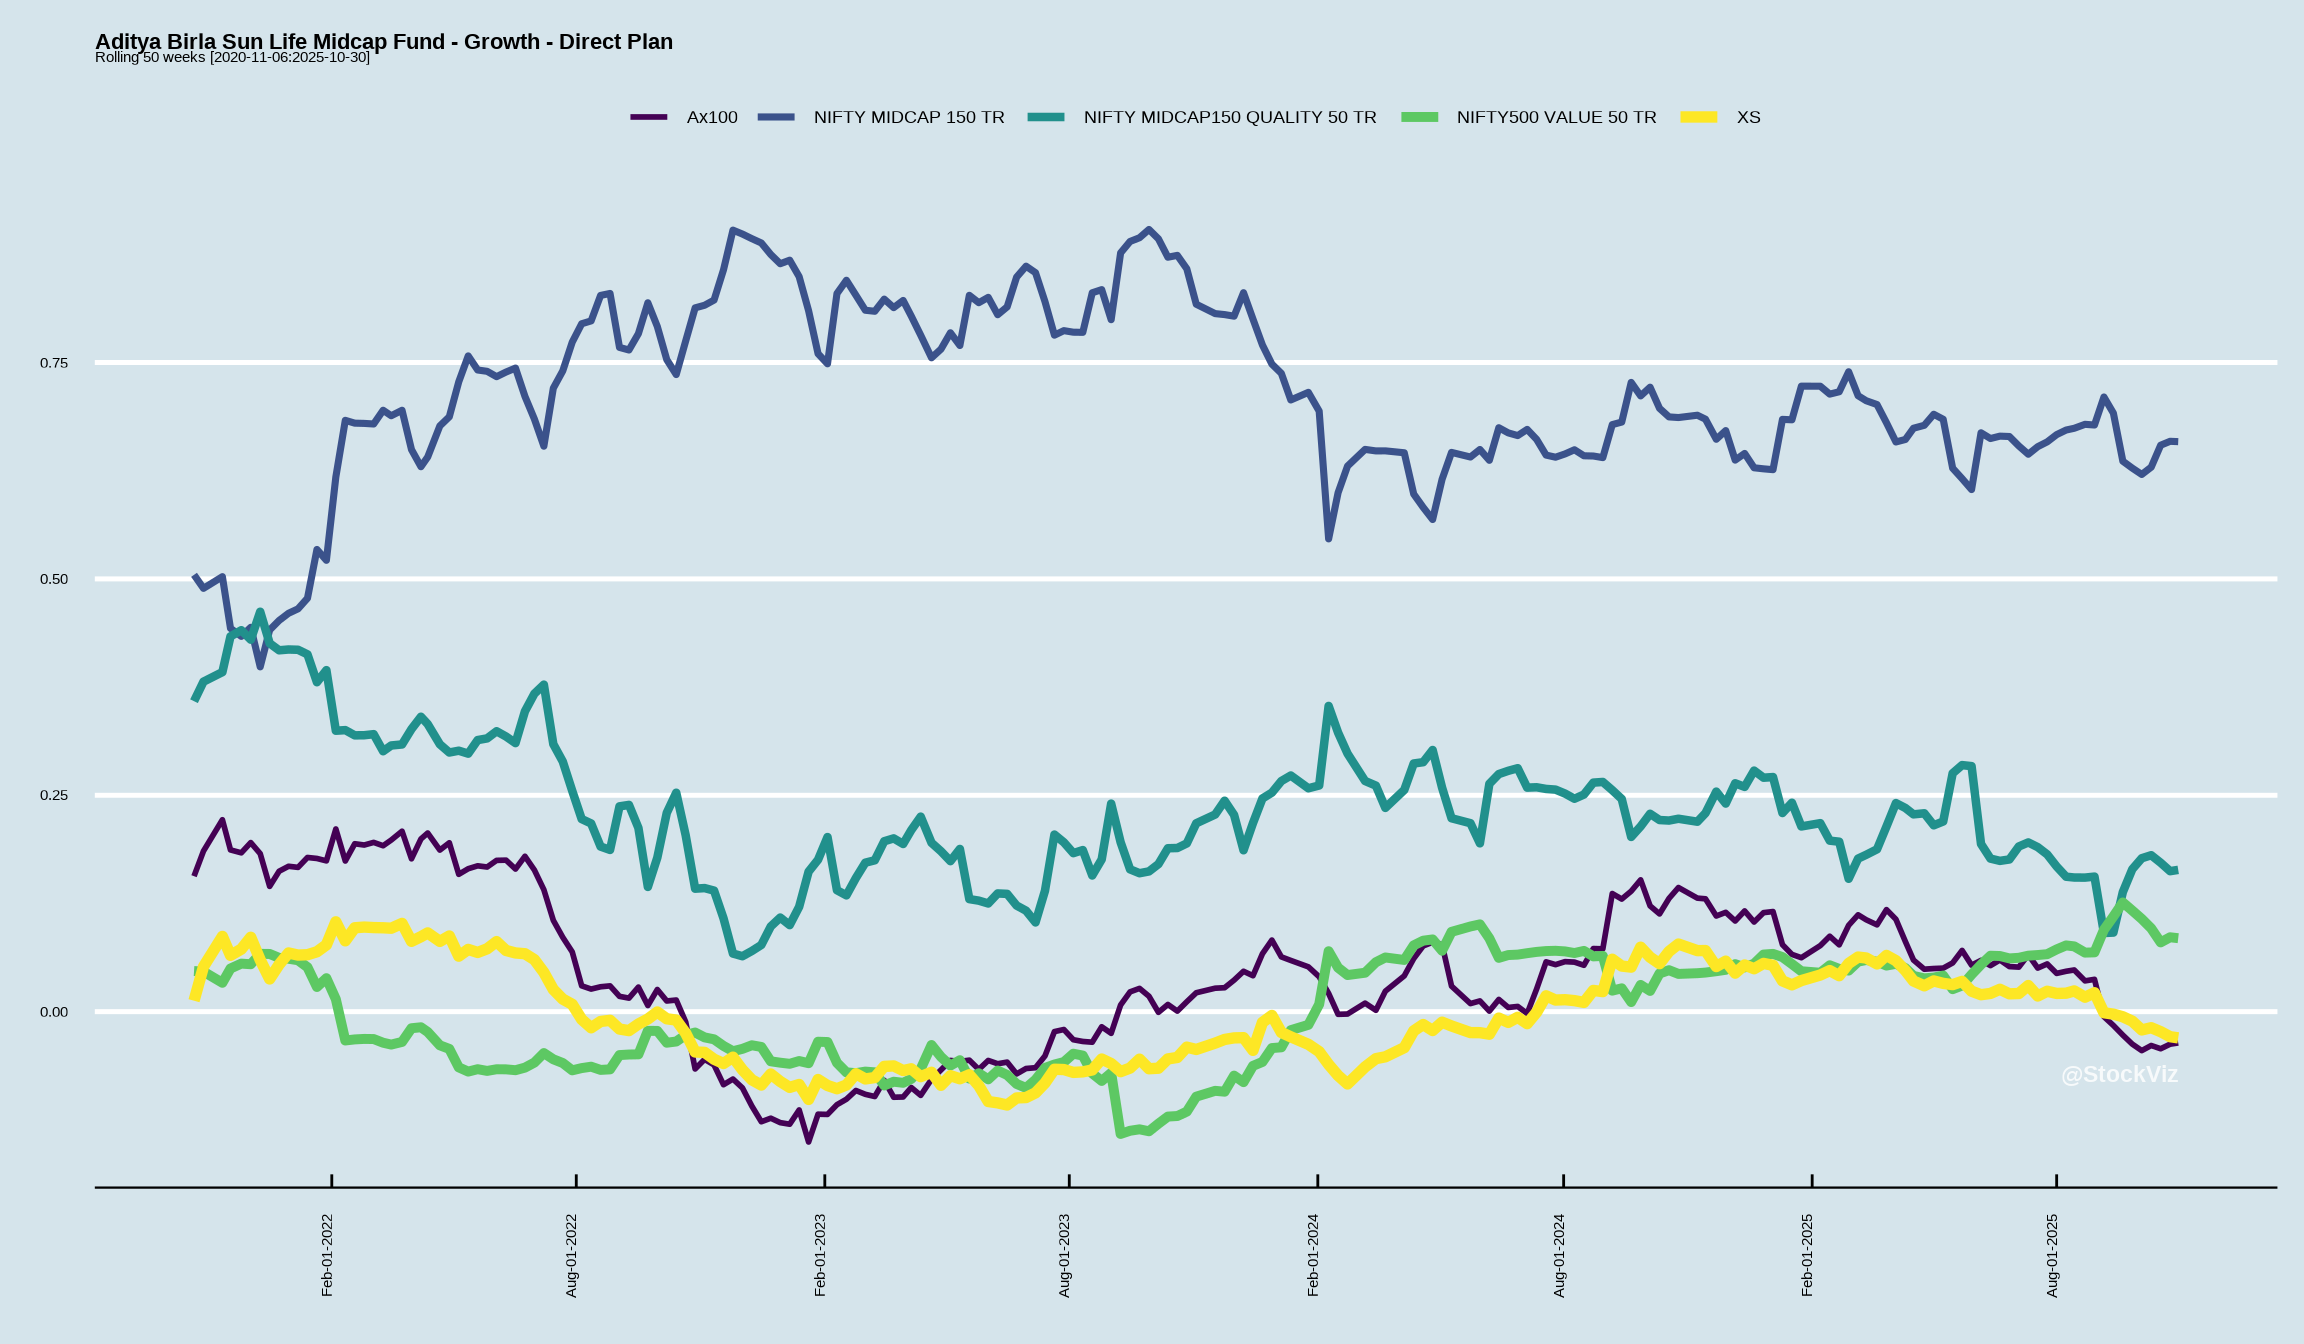 Aditya Birla Sun Life Midcap Fund - Growth - Direct Plan
Rolling 50 weeks [2020-11-06:2025-10-30]
Ax100 NIFTY MIDCAP 150 TR NIFTY MIDCAP150 QUALITY 50 TR NIFTY500 VALUE 50 TR XS
0.75
0.50
0.25
0.00
@StockViz
Feb-01-2022 Aug-01-2022 Feb-01-2023 Aug-01-2023 Feb-01-2024 Aug-01-2024 Feb-01-2025 Aug-01-2025